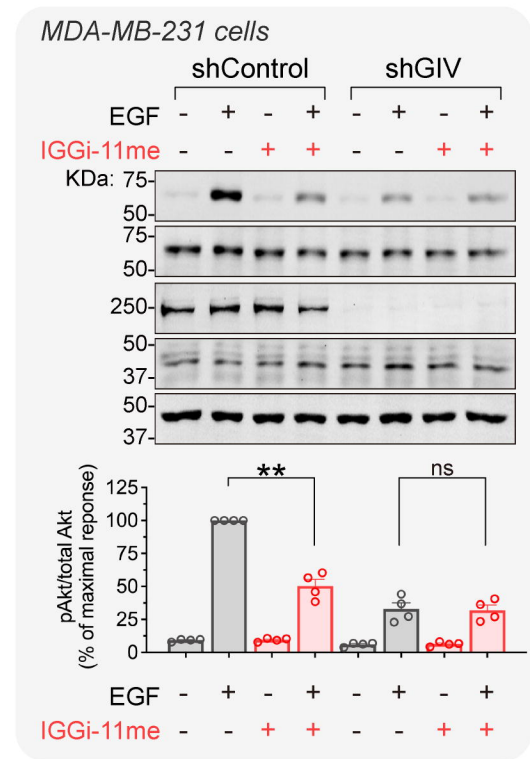 MDA-MB-231 cells
shControl shGIV
EGF - + - + - + - +
IGGi-11me - - + + - - + +
KDa: 75-
50-
75-
50-
250-
50-
37-
50-
37-
pAkt/total Akt
(% of maximal reponse)
125
100
75
50
25
0
** ns
EGF - + - + - + - +
IGGi-11me - - + + - - + +